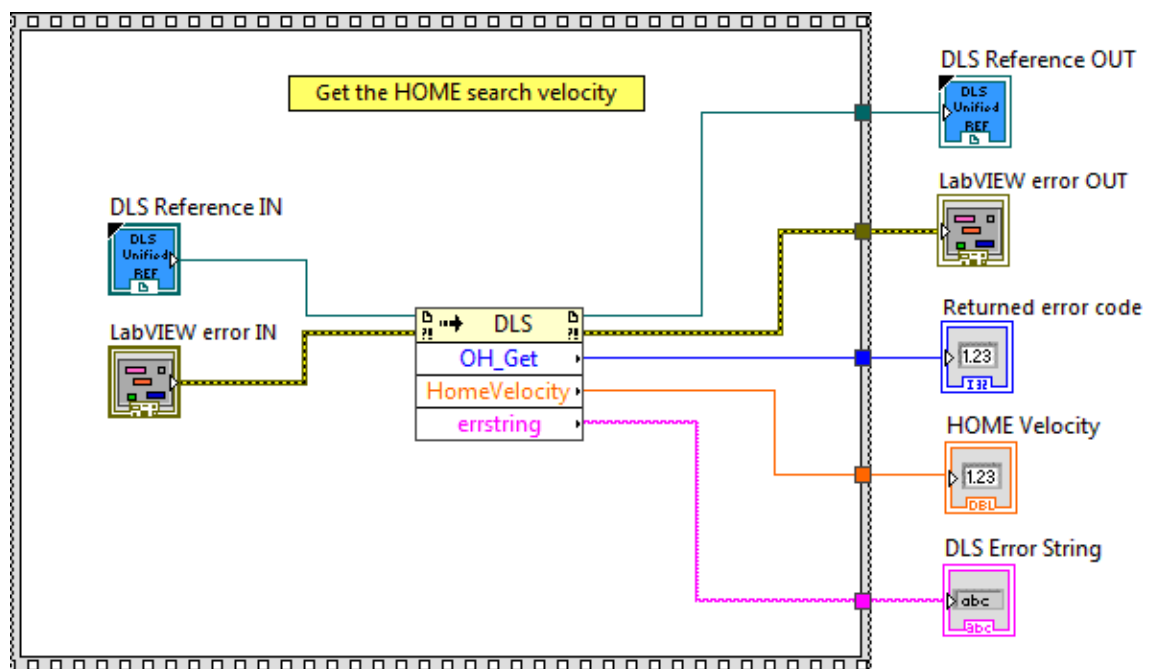 Get the HOME search velocity
DLS Reference OUT
DLS
Unified
REF
LabVIEW error OUT
DLS Reference IN
DLS
Unified
REF
LabVIEW error IN
DLS
OH_Get
HomeVelocity
errstring
Returned error code
1.23
I32
HOME Velocity
1.23
DBL
DLS Error String
abc
abc